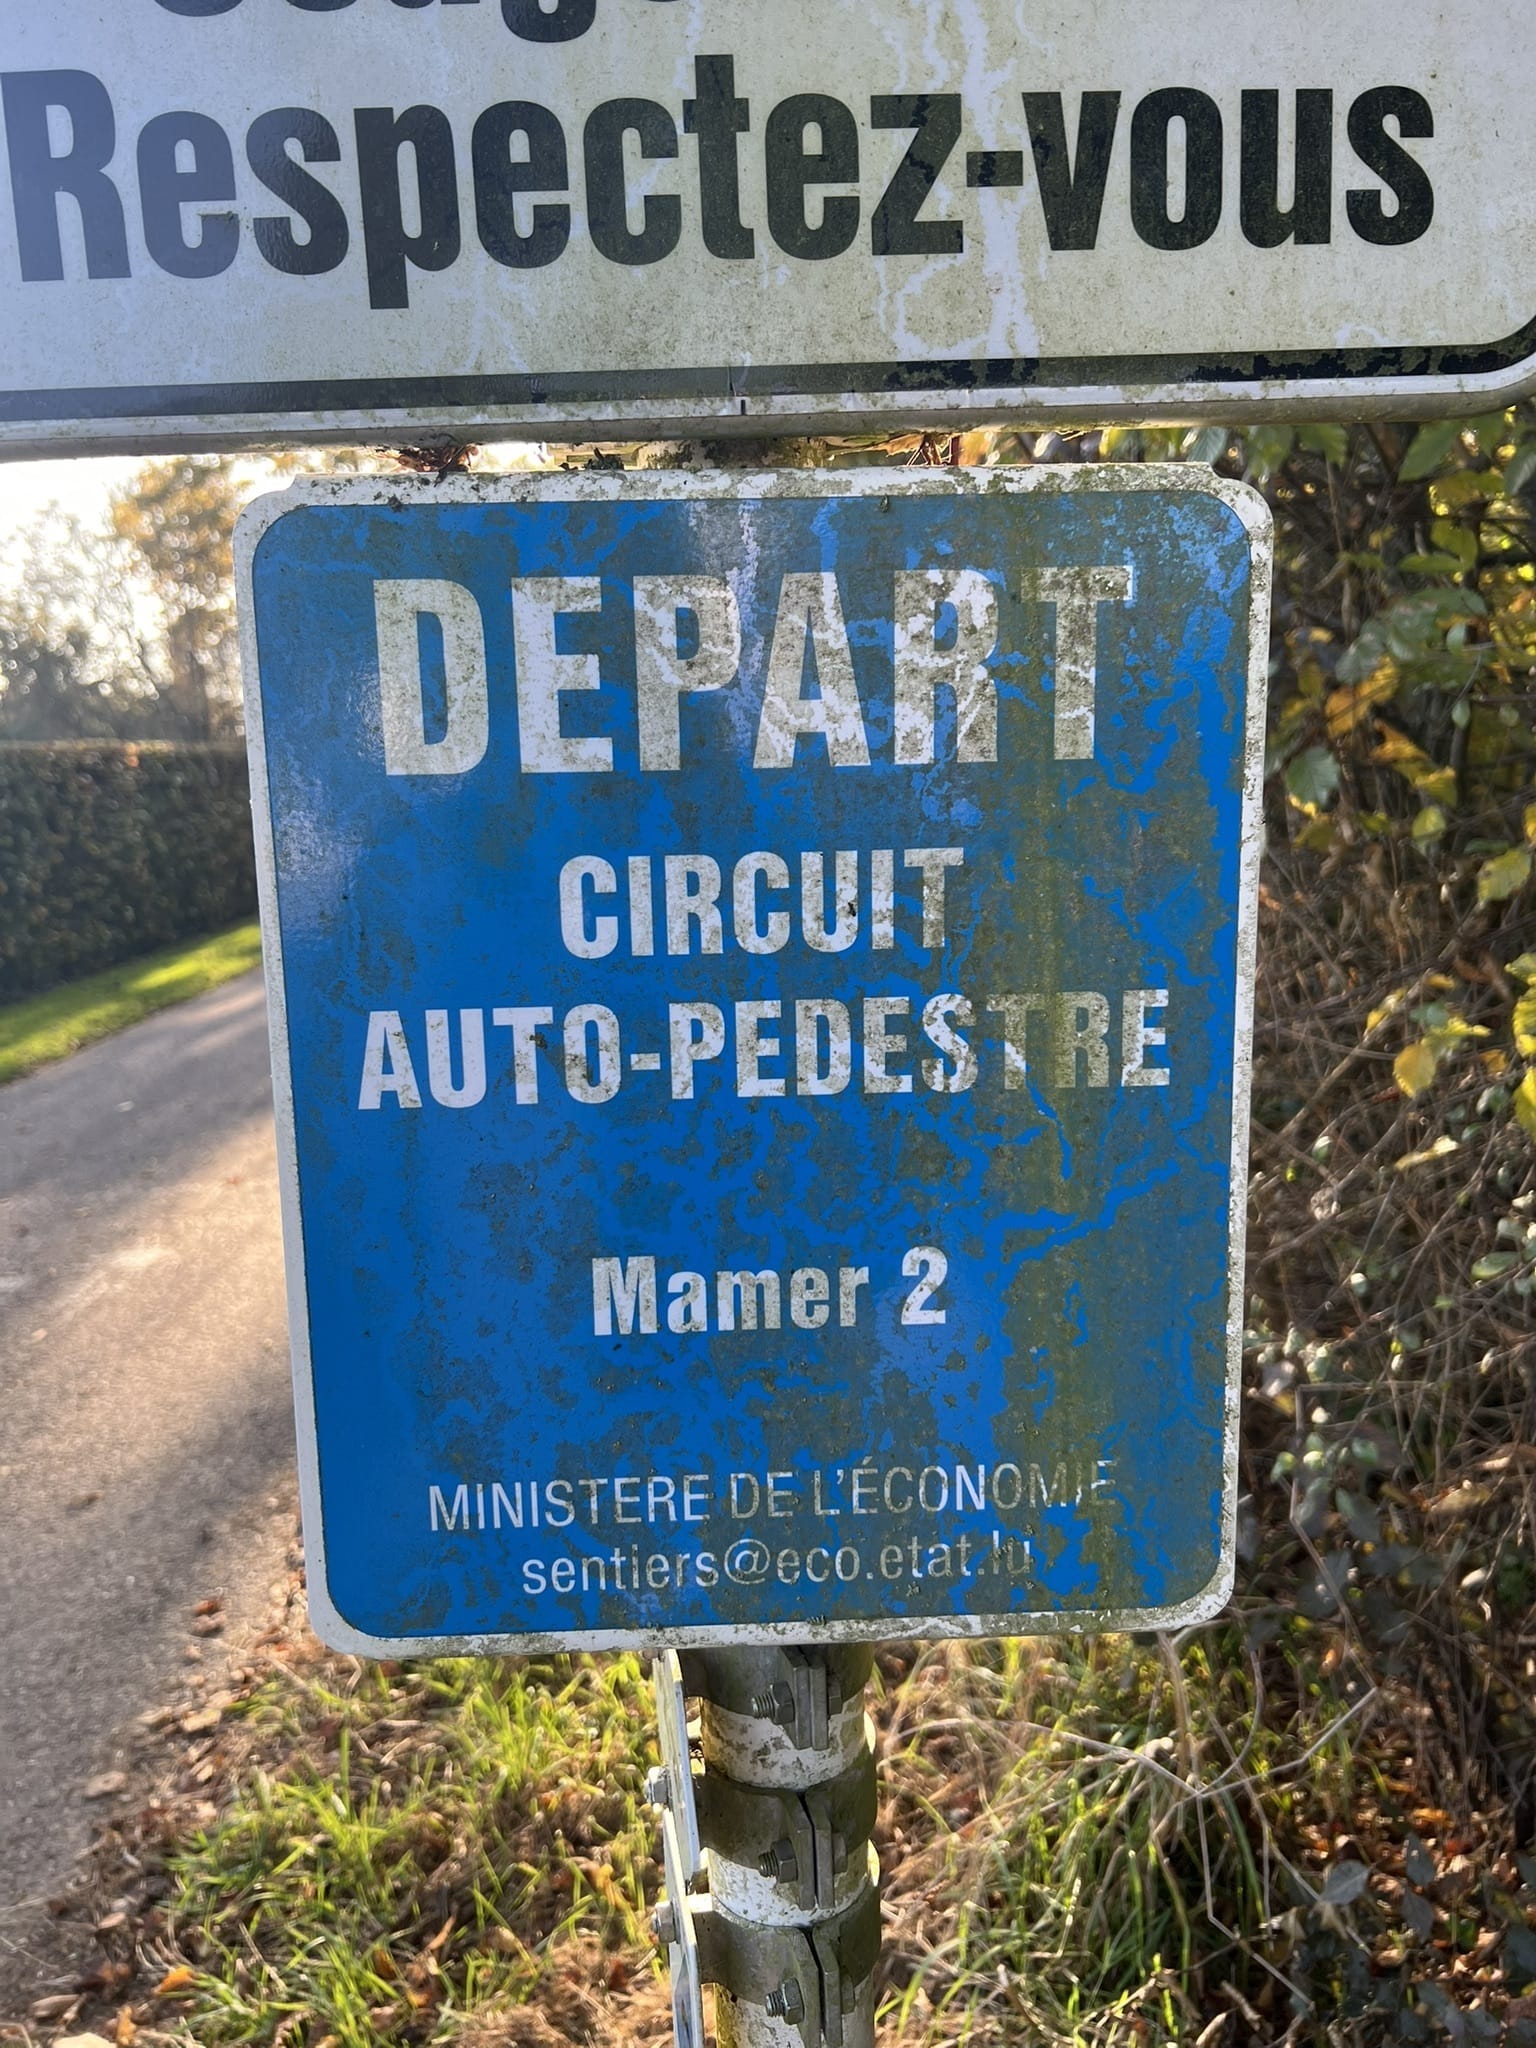 Respectez-vous
DEPART
CIRCUIT
AUTO-PEDESTRE
Mamer 2
MINISTERE DE L'ÉCONOMIE
sentiers@eco.etat.lu